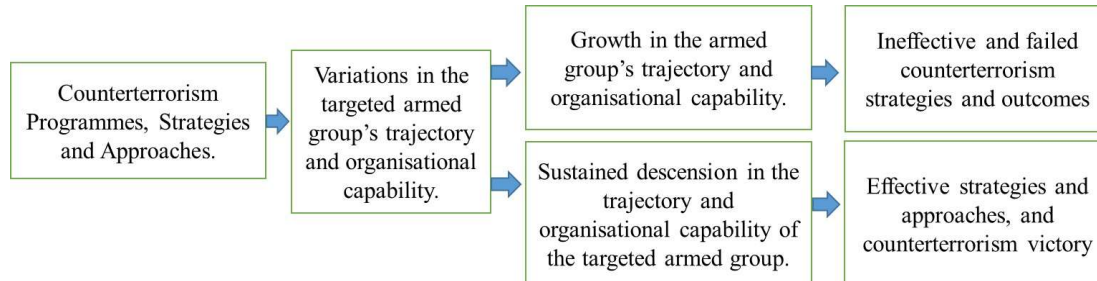 Counterterrorism
Programmes, Strategies
and Approaches.
Variations in the
targeted armed
group's trajectory
and organisational
capability.
Growth in the armed
group's trajectory and
organisational capability.
Ineffective and failed
counterterrorism
strategies and outcomes
Sustained descension in the
trajectory and
organisational capability of
the targeted armed group.
Effective strategies and
approaches, and
counterterrorism victory